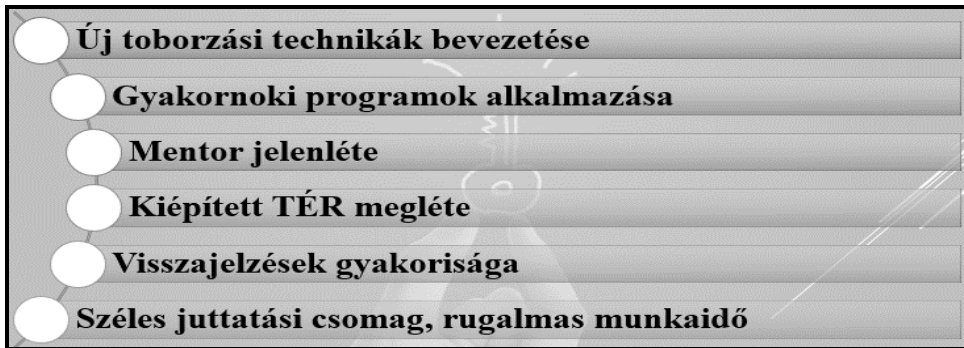 Új toborzási technikák bevezetése
Gyakornoki programok alkalmazása
Mentor jelenléte
Kiépített TÉR megléte
Visszajelzések gyakorisága
Széles juttatási csomag, rugalmas munkaidő